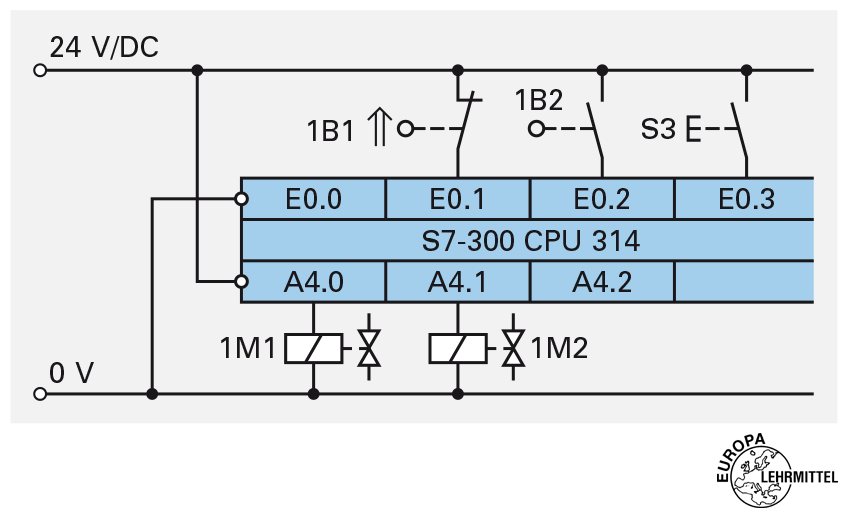 24 V/DC
1B1
1B2
S3
E0.0 E0.1 E0.2 E0.3
S7-300 CPU 314
A4.0 A4.1 A4.2
1M1
1M2
0 V
EUROPA
LEHRMITTEL